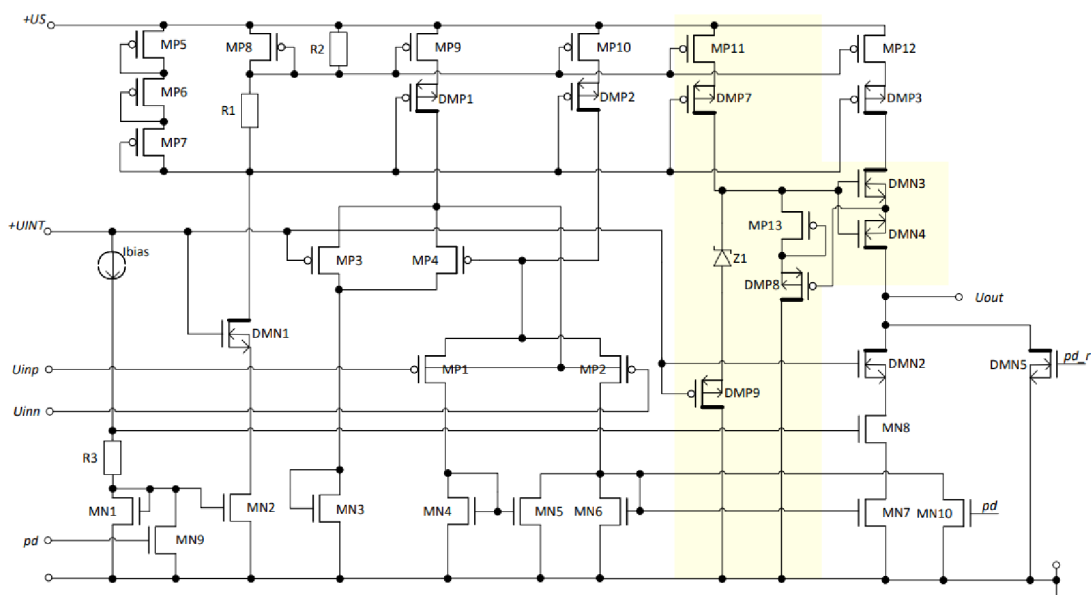 +US
MP5
MP8
R2
MP9
MP10
MP11
MP12
MP6
R1
DMP1
DMP2
DMP7
DMP3
MP7
DMN3
+UINT
MP13
DMN4
Ibias
MP3
MP4
Z1
DMP8
Uout
DMN1
Uinp
MP1
MP2
DMN2
DMN5
pd_r
DMP9
Uinn
MN8
R3
MN1
MN2
MN3
MN4
MN5
MN6
MN7
MN10
pd
pd
MN9